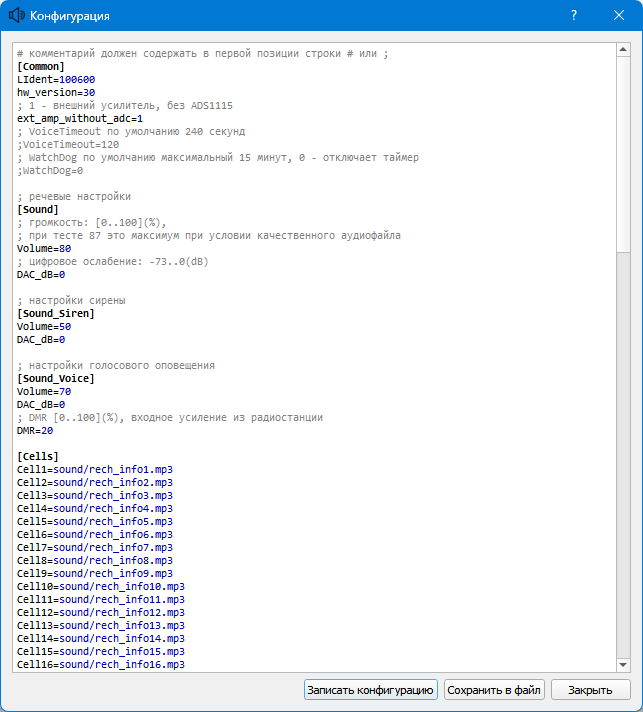 Конфигурация
?
# комментарий должен содержать в первой позиции строки # или ;
[Common]
LIdent=100600
hw_version=30
; 1 - внешний усилитель, без ADS1115
ext_amp_without_adc=1
; VoiceTimeout по умолчанию 240 секунд
;VoiceTimeout=120
; WatchDog по умолчанию максимальный 15 минут, 0 - отключает таймер
;WatchDog=0
; речевые настройки
[Sound]
; громкость: [0..100](%),
; при тесте 87 это максимум при условии качественного аудиофайла
Volume=80
; цифровое ослабение: -73..0(dB)
DAC_dB=0
; настройки сирены
[Sound_Siren]
Volume=50
DAC_dB=0
; настройки голосового оповещения
[Sound_Voice]
Volume=70
DAC_dB=0
; DMR [0..100](%), входное усиление из радиостанции
DMR=20
[Cells]
Cell1=sound/rech_info1.mp3
Cell2=sound/rech_info2.mp3
Cell3=sound/rech_info3.mp3
Cell4=sound/rech_info4.mp3
Cell5=sound/rech_info5.mp3
Cell6=sound/rech_info6.mp3
Cell7=sound/rech_info7.mp3
Cell8=sound/rech_info8.mp3
Cell9=sound/rech_info9.mp3
Cell10=sound/rech_info10.mp3
Cell11=sound/rech_info11.mp3
Cell12=sound/rech_info12.mp3
Cell13=sound/rech_info13.mp3
Cell14=sound/rech_info14.mp3
Cell15=sound/rech_info15.mp3
Cell16=sound/rech_info16.mp3
Записать конфигурацию
Сохранить в файл
Закрыть